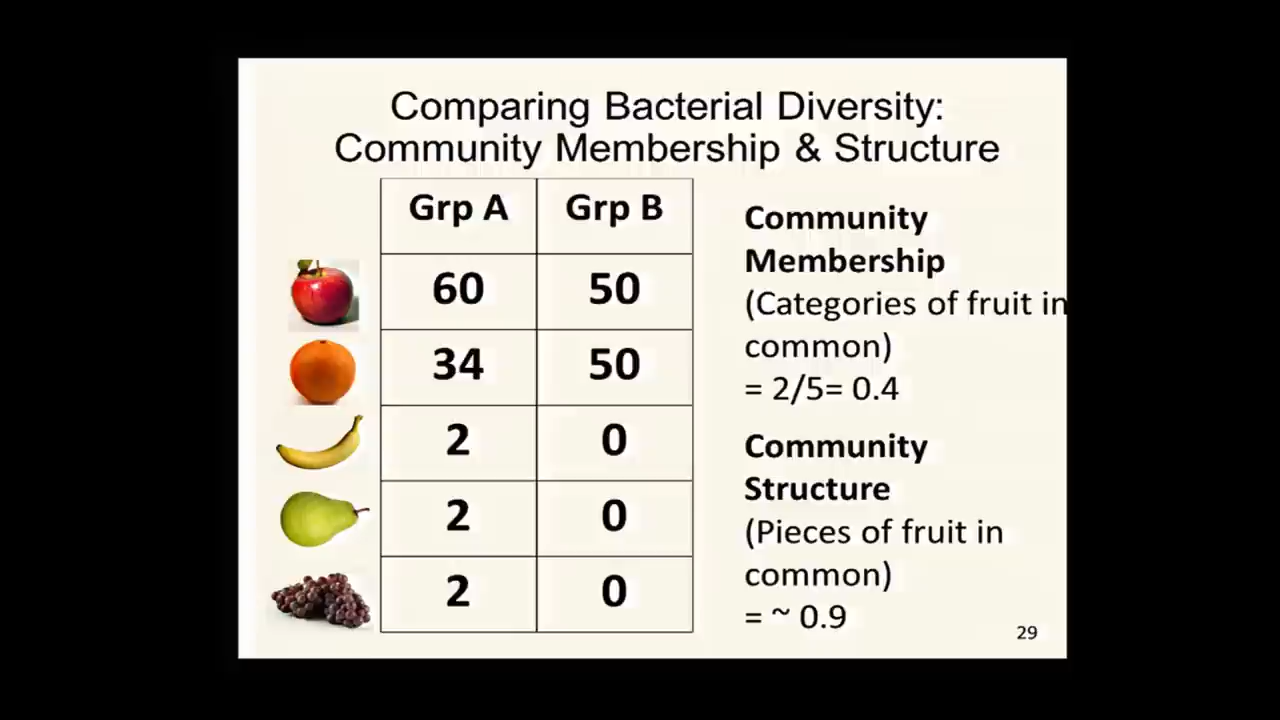 Comparing Bacterial Diversity:
Community Membership & Structure
Grp A Grp B
60 50
34 50
2 0
2 0
2 0
Community
Membership
(Categories of fruit in
common)
= 2/5= 0.4
Community
Structure
(Pieces of fruit in
common)
= ~ 0.9
29